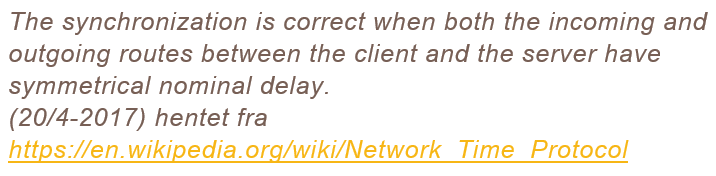 The synchronization is correct when both the incoming and
outgoing routes between the client and the server have
symmetrical nominal delay.
(20/4-2017) hentet fra
https://en.wikipedia.org/wiki/Network_Time_Protocol